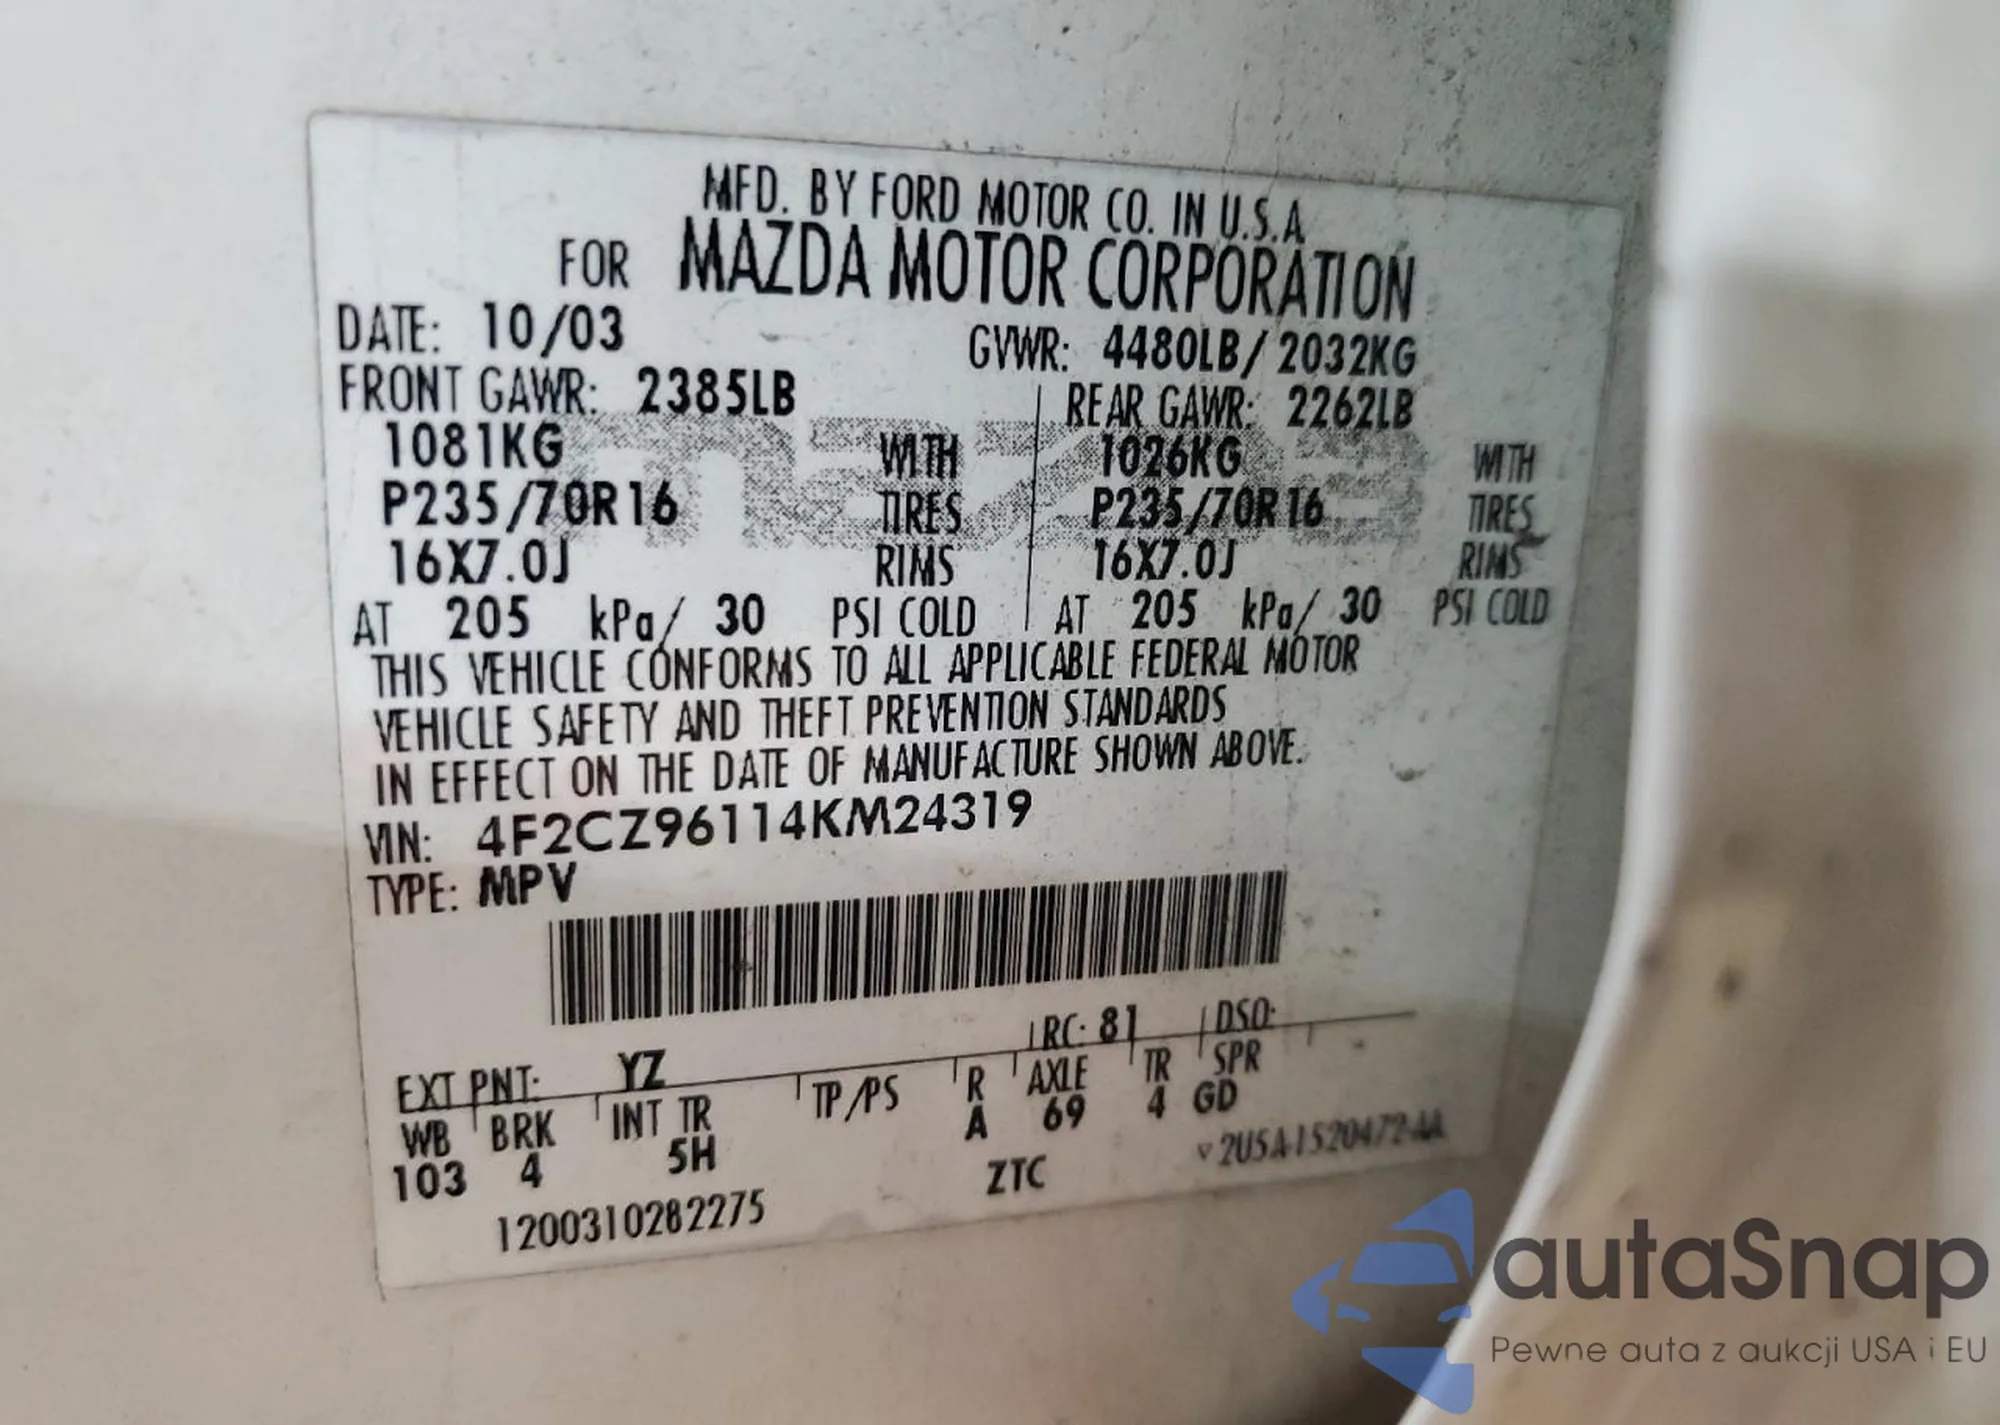 MFD. BY FORD MOTOR CO. IN U.S.A
FOR MAZDA MOTOR CORPORATION
DATE: 10/03 GVWR: 4480LB/ 2032KG
FRONT GAWR: 2385LB REAR GAWR: 2262LB
1081KG WITH 1026KG WITH
P235/70R16 TIRES P235/70R16 TIRES
16X7.0J RIMS 16X7.0J RIMS
AT 205 kPa/ 30 PSI COLD AT 205 kPa/ 30 PSI COLD
THIS VEHICLE CONFORMS TO ALL APPLICABLE FEDERAL MOTOR
VEHICLE SAFETY AND THEFT PREVENTION STANDARDS
IN EFFECT ON THE DATE OF MANUFACTURE SHOWN ABOVE.
VIN: 4F2CZ96114KM24319
TYPE: MPV
EXT PNT: YZ RC: 81 DSO:
WB BRK INT TR TP/PS R AXLE TR SPR
103 4 5H A 69 4 GD
1200310282275 ZTC
autaSnap
Pewne auta z aukcji USA i EU